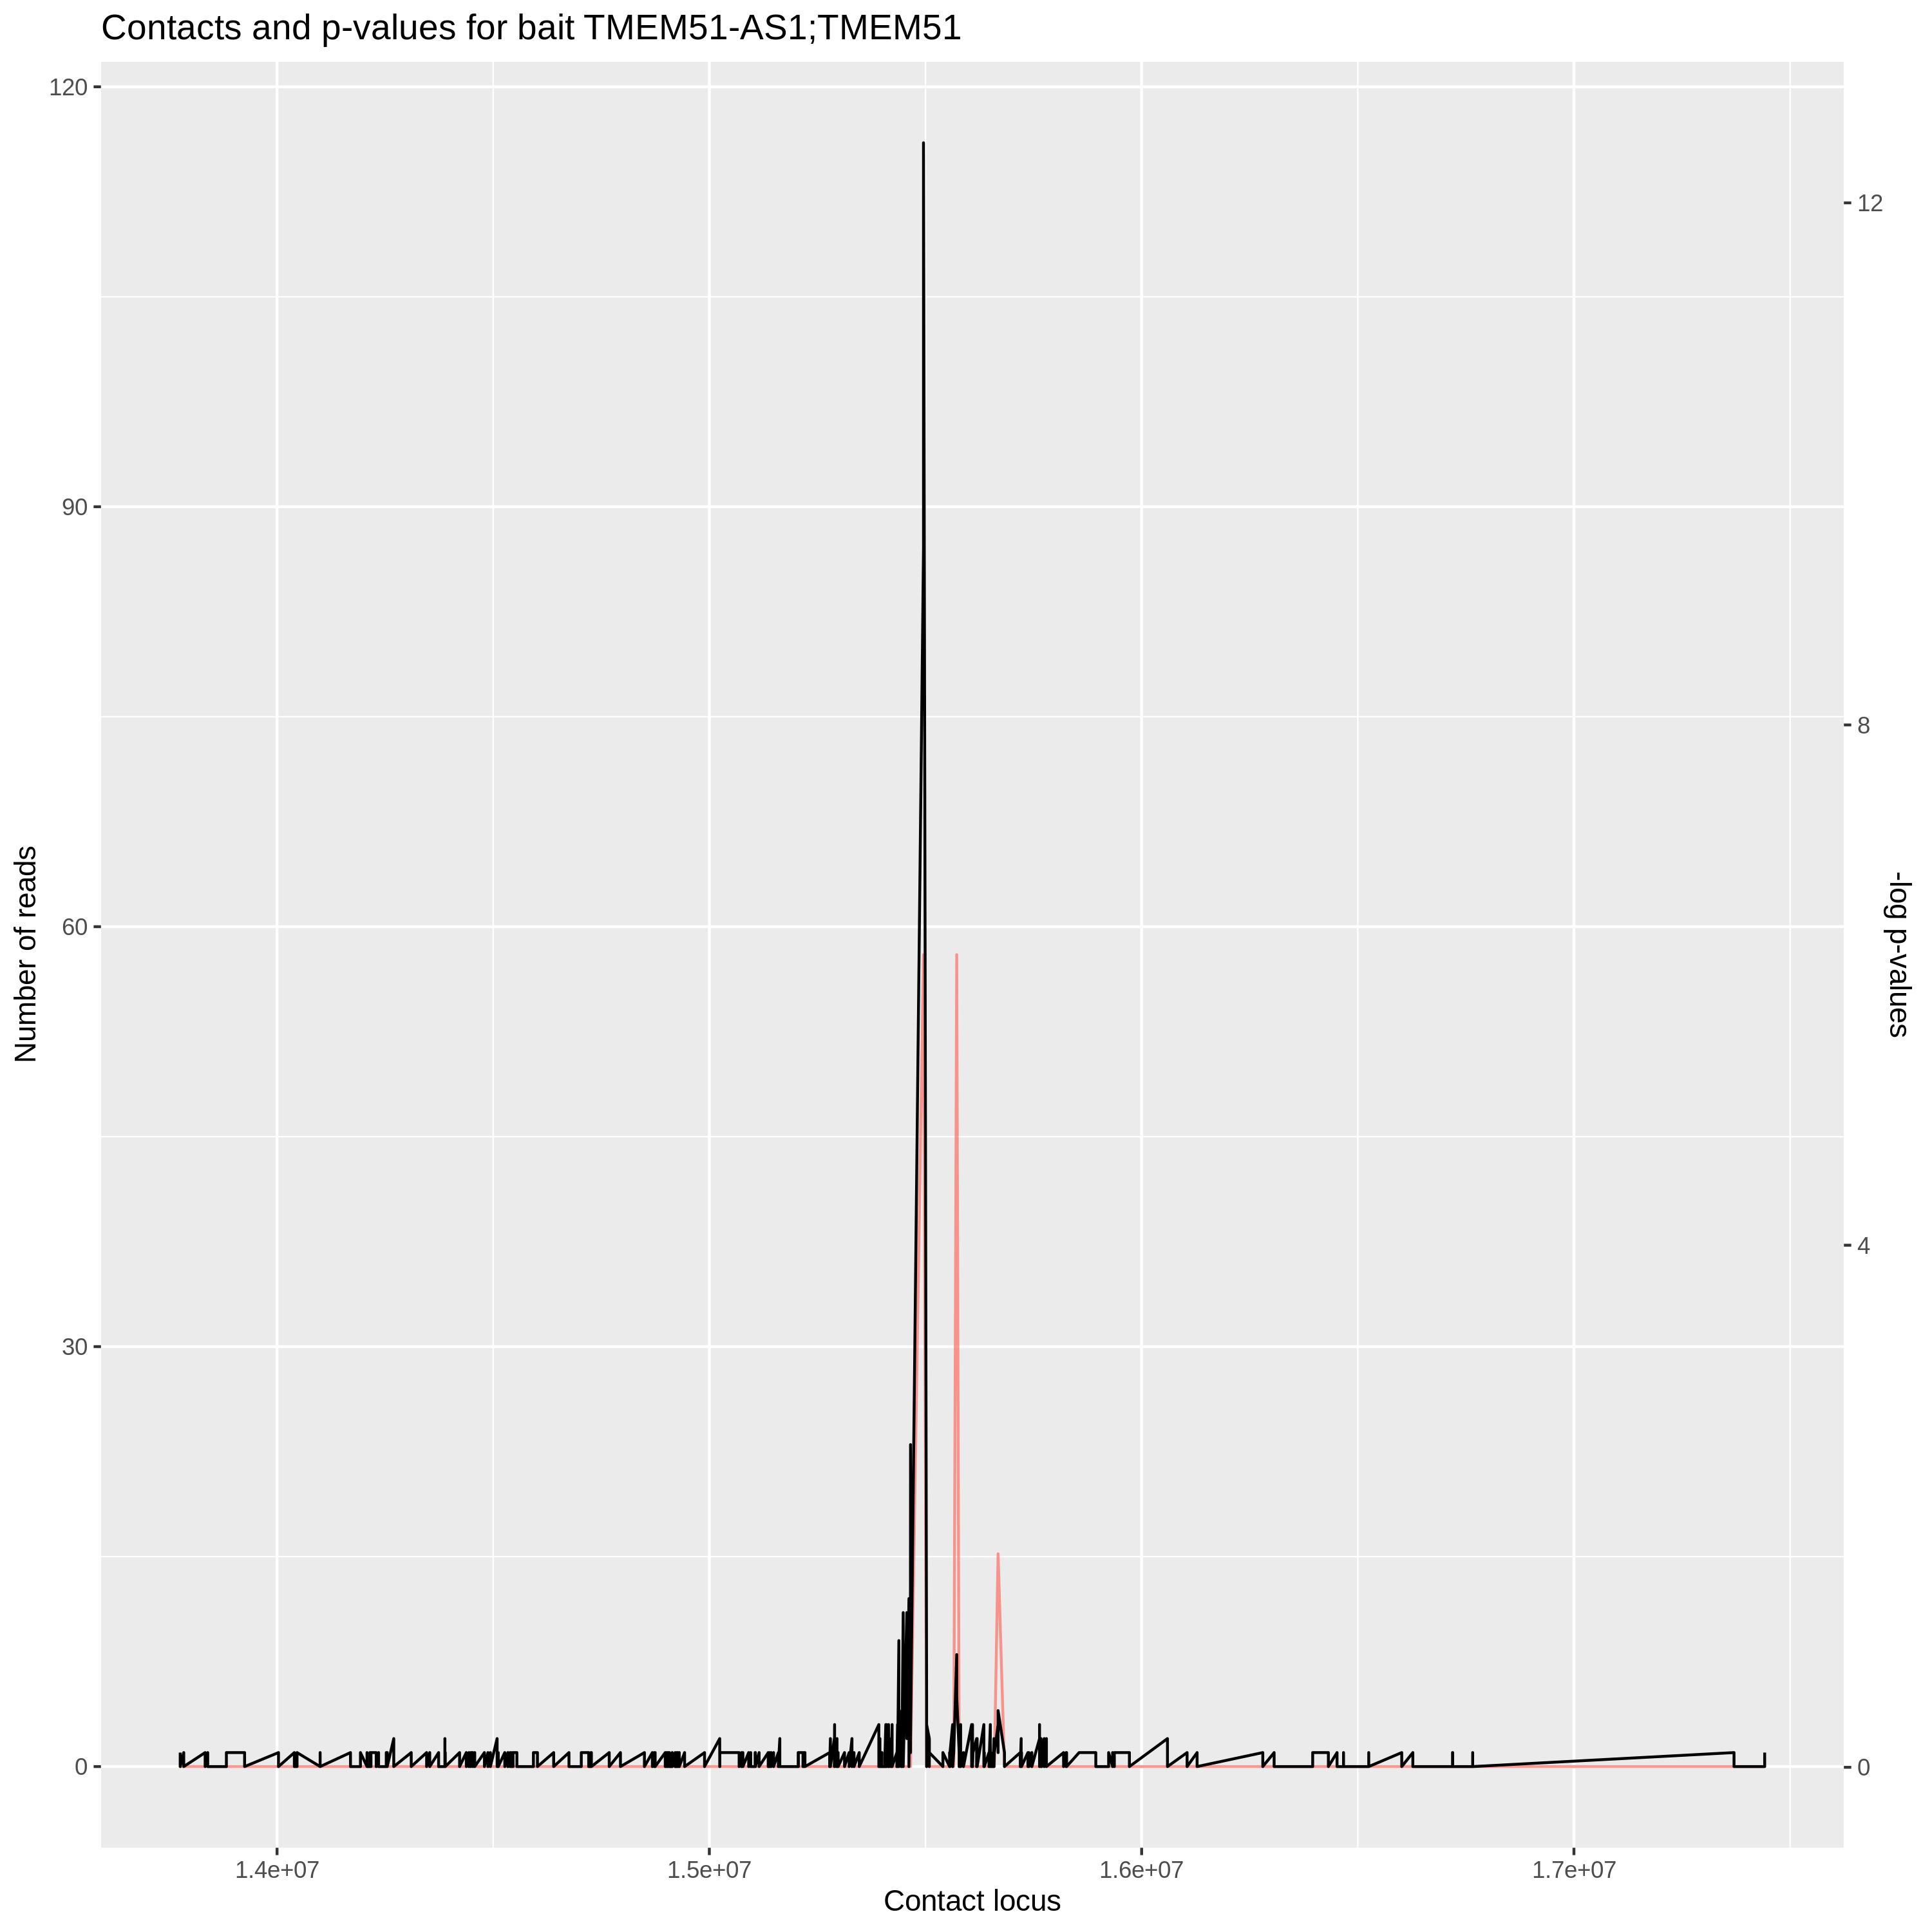 Contacts and p-values for bait TMEM51-AS1;TMEM51
120
90
60
30
0
Number of reads
12
8
4
0
-log p-values
1.4e+07
1.5e+07
1.6e+07
1.7e+07
Contact locus